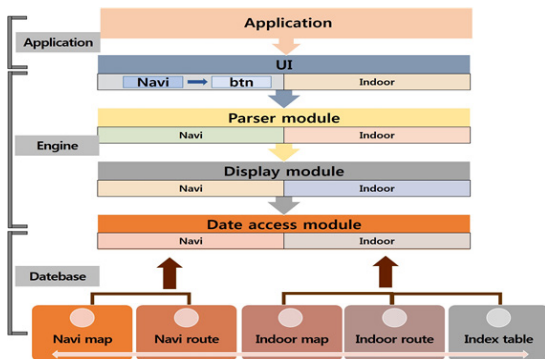 Application
Application
UI
Navi btn Indoor
Parser module
Navi Indoor
Engine
Display module
Navi Indoor
Date access module
Navi Indoor
Datebase
Navi map Navi route Indoor map Indoor route Index table